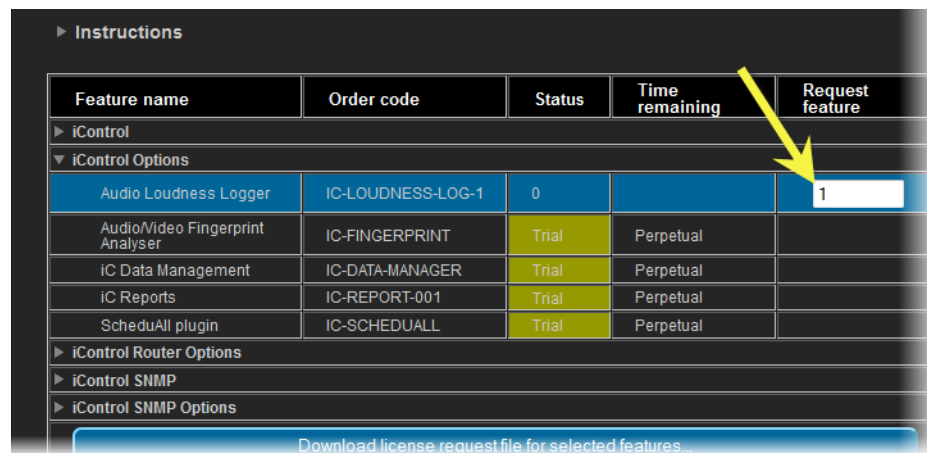 Instructions
Feature name Order code Status Time remaining Request feature
iControl
iControl Options
Audio Loudness Logger IC-LOUDNESS-LOG-1 0 1
Audio/Video Fingerprint Analyser IC-FINGERPRINT Trial Perpetual
iC Data Management IC-DATA-MANAGER Trial Perpetual
iC Reports IC-REPORT-001 Trial Perpetual
ScheduAll plugin IC-SCHEDUALL Trial Perpetual
iControl Router Options
iControl SNMP
iControl SNMP Options
Download license request file for selected features...